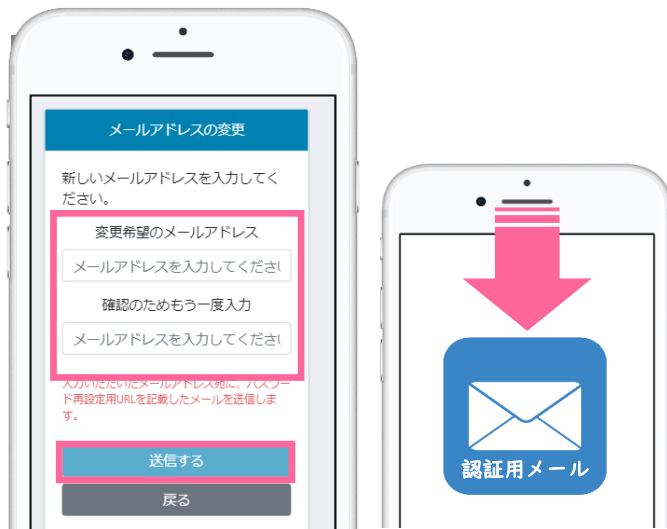 メールアドレスの変更
新しいメールアドレスを入力してく
ださい。
変更希望のメールアドレス
メールアドレスを入力してくださ
確認のためもう一度入力
メールアドレスを入力してくださ
入力いただいたメールアドレス宛に、パスワー
ド再設定用URLを記載したメールを送信しま
す。
送信する
戻る
認証用メール